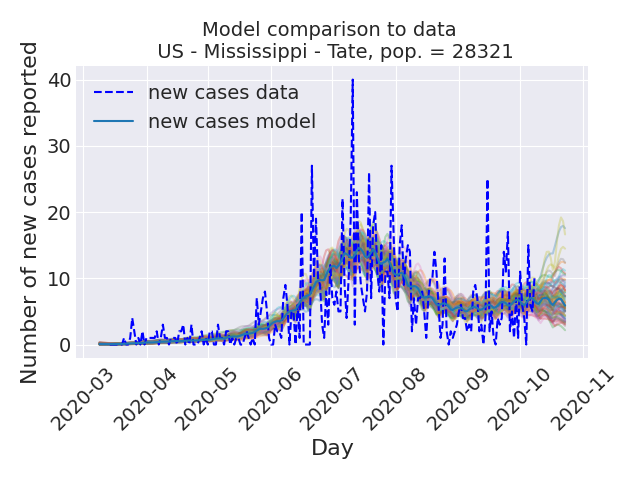 Model comparison to data
US - Mississippi - Tate, pop. = 28321
Number of new cases reported
40
30
20
10
0
new cases data
new cases model
2020-03
2020-04
2020-05
2020-06
2020-07
2020-08
2020-09
2020-10
2020-11
Day